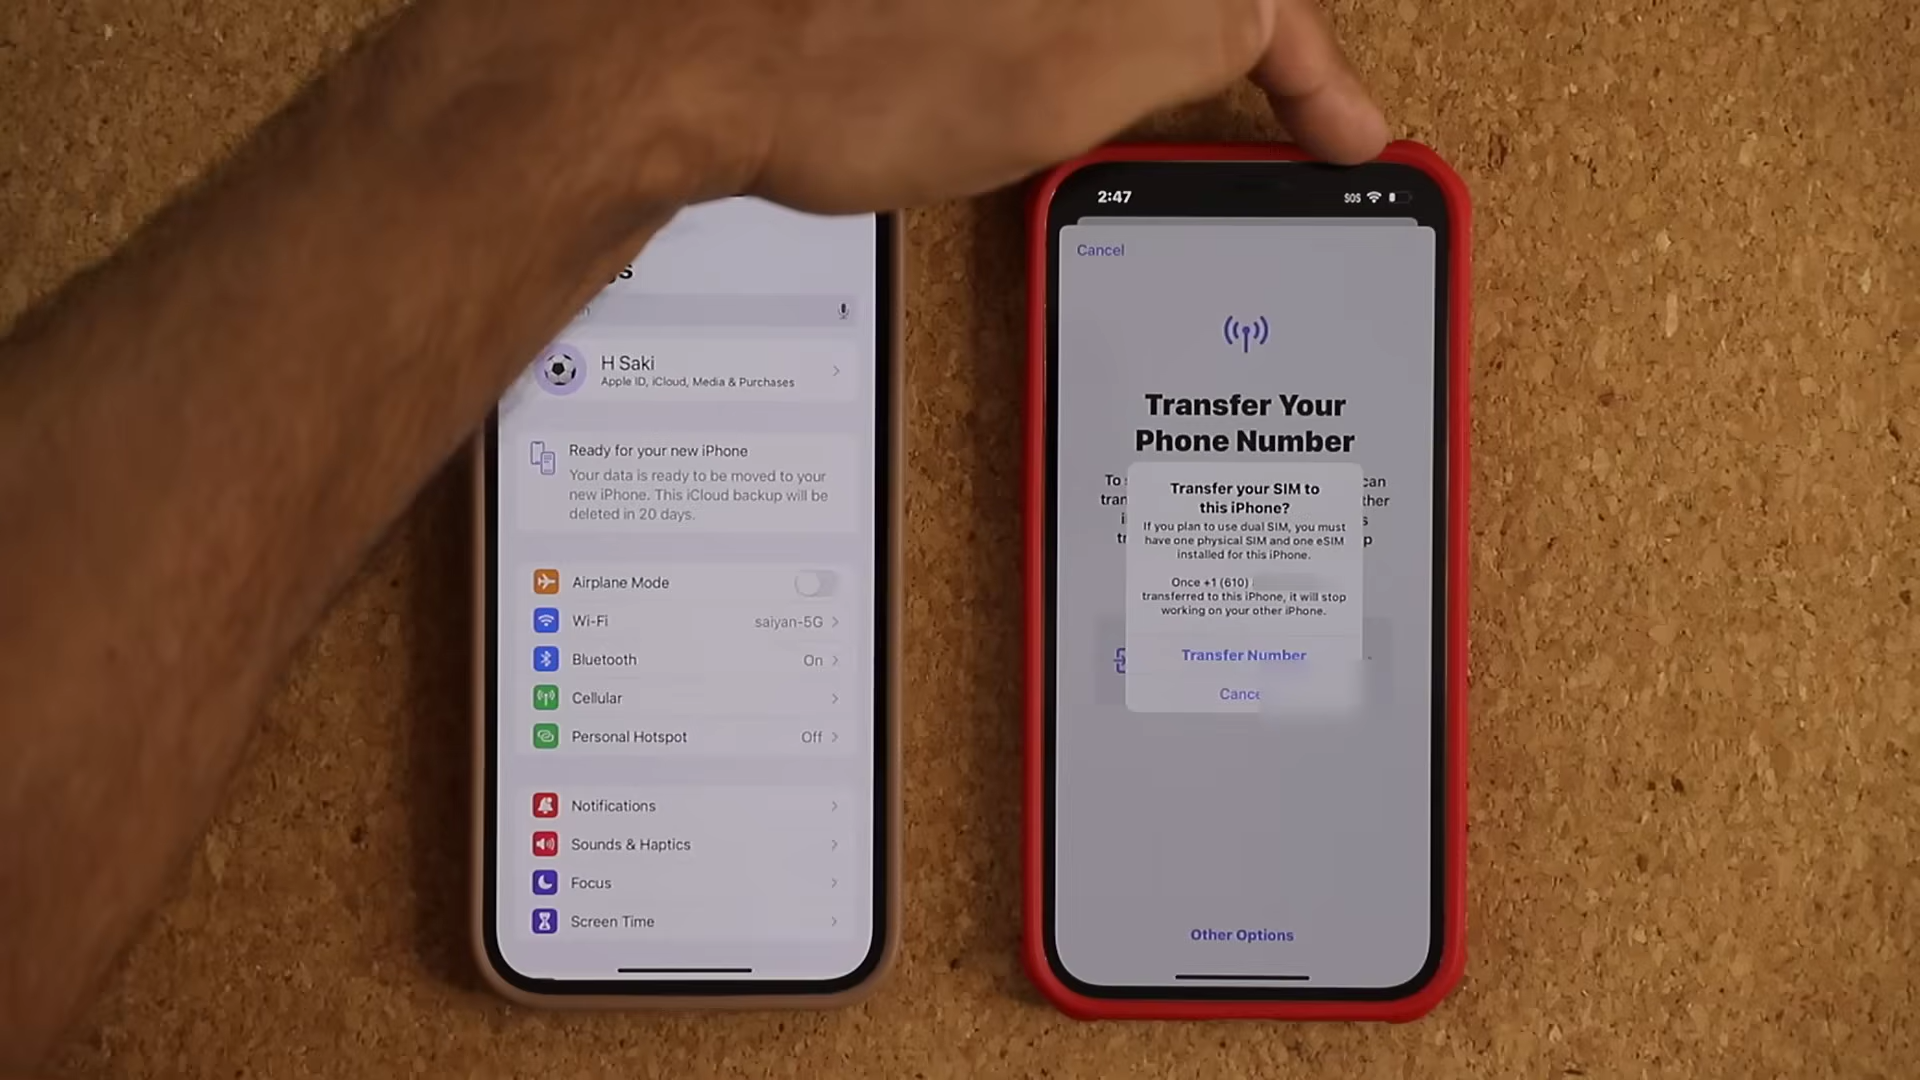 H Saki
Apple ID, iCloud, Media & Purchases
Ready for your new iPhone
Your data is ready to be moved to your
new iPhone. This iCloud backup will be
deleted in 20 days.
Airplane Mode
Wi-Fi saiyan-5G
Bluetooth On
Cellular
Personal Hotspot Off
Notifications
Sounds & Haptics
Focus
Screen Time
2:47 SOS
Cancel
Transfer Your
Phone Number
To
Transfer your SIM to
this iPhone?
If you plan to use dual SIM, you must
have one physical SIM and one eSIM
installed for this iPhone.
Once +1 (610)
transferred to this iPhone, it will stop
working on your other iPhone.
Transfer Number
Cance
Other Options